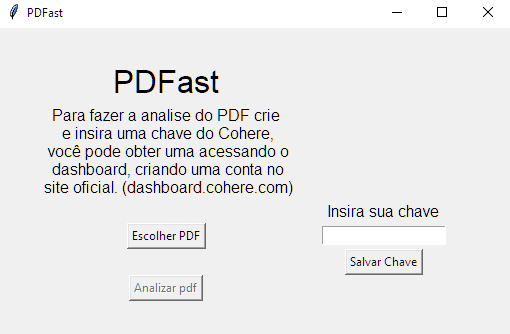 PDFast
PDFast
Para fazer a analise do PDF crie
e insira uma chave do Cohere,
você pode obter uma acessando o
dashboard, criando uma conta no
site oficial. (dashboard.cohere.com)
Insira sua chave
Escolher PDF
Salvar Chave
Analizar pdf